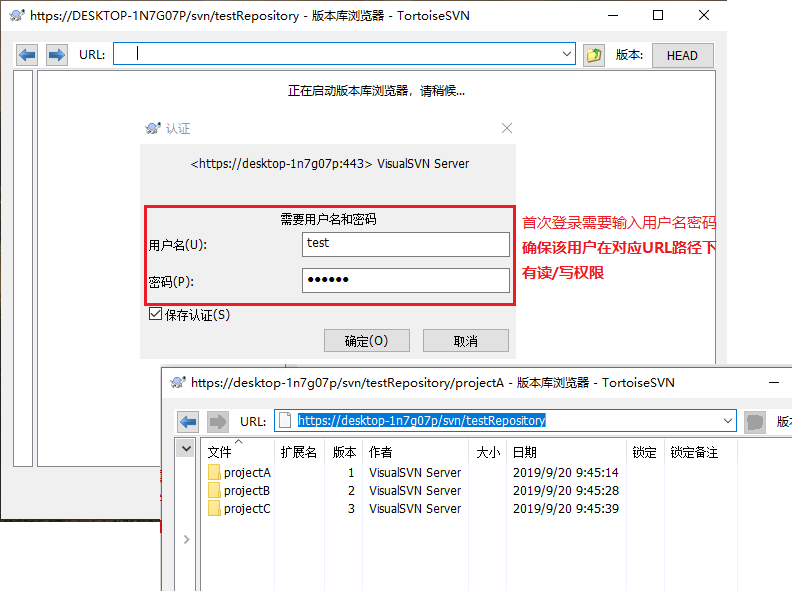 https://DESKTOP-1N7G07P/svn/testRepository - 版本库浏览器 - TortoiseSVN
URL:
版本:
HEAD
正在启动版本库浏览器，请稍候...
认证
<https://desktop-1n7g07p:443> VisualSVN Server
需要用户名和密码
用户名(U):
test
密码(P):
●●●●●●
保存认证(S)
确定(O)
取消
首次登录需要输入用户名密码
确保该用户在对应URL路径下
有读/写权限
https://desktop-1n7g07p/svn/testRepository/projectA - 版本库浏览器 - TortoiseSVN
URL:
https://desktop-1n7g07p/svn/testRepository
文件 扩展名 版本 作者 大小 日期 锁定 锁定备注
projectA 1 VisualSVN Server 2019/9/20 9:45:14
projectB 2 VisualSVN Server 2019/9/20 9:45:28
projectC 3 VisualSVN Server 2019/9/20 9:45:39